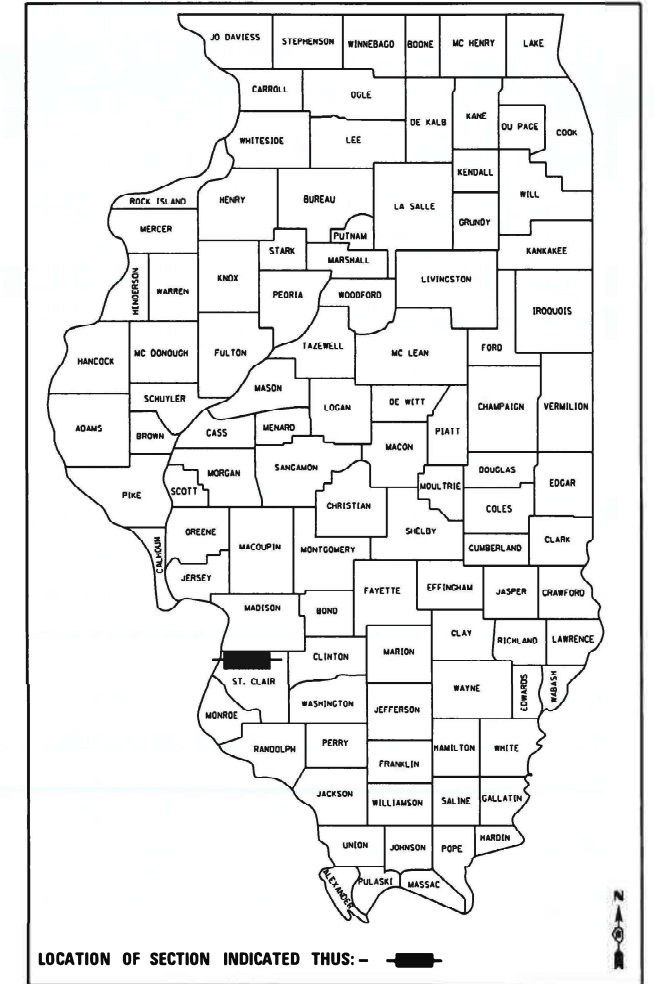 JO DAVIESS STEPHENSON WINNEBAGO BOONE MC HENRY LAKE
CARROLL OGLE DE KALB KANE DU PAGE COOK
WHITESIDE LEE
KENDALL WILL
ROCK ISLAND HENRY BUREAU LA SALLE GRUNDY
MERCER PUTNAM
STARK MARSHALL KANKAKEE
HENDERSON WARREN KNOX PEORIA WOODFORD LIVINGSTON IROQUOIS
HANCOCK MC DONOUGH FULTON TAZEWELL MC LEAN FORD
MASON
SCHUYLER LOGAN DE WITT CHAMPAIGN VERMILION
ADAMS BROWN CASS MENARD MACON PIATT
MORGAN SANGAMON DOUGLAS EDGAR
PIKE SCOTT CHRISTIAN MOULTRIE COLES
GREENE SHELBY
CALHOUN MACOUPIN MONTGOMERY CUMBERLAND CLARK
JERSEY FAYETTE EFFINGHAM JASPER CRAWFORD
MADISON BOND
CLAY RICHLAND LAWRENCE
CLINTON MARION
ST. CLAIR WAYNE EDWARDS WABASH
MONROE WASHINGTON JEFFERSON
RANDOLPH PERRY HAMILTON WHITE
FRANKLIN
JACKSON WILLIAMSON SALINE GALLATIN
UNION JOHNSON POPE HARDIN
ALEXANDER PULASKI MASSAC
N
LOCATION OF SECTION INDICATED THUS: -